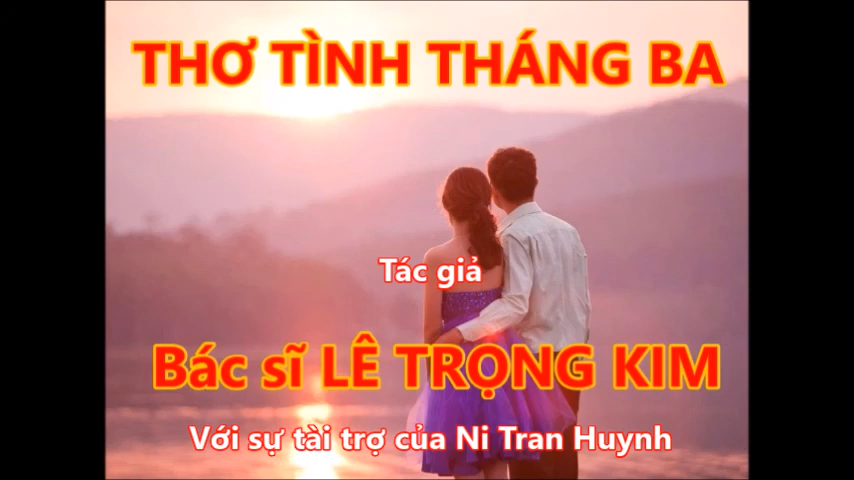 THƠ TÌNH THÁNG BA
Tác giả
Bác sĩ LÊ TRỌNG KIM
Với sự tài trợ của Ni Tran Huynh